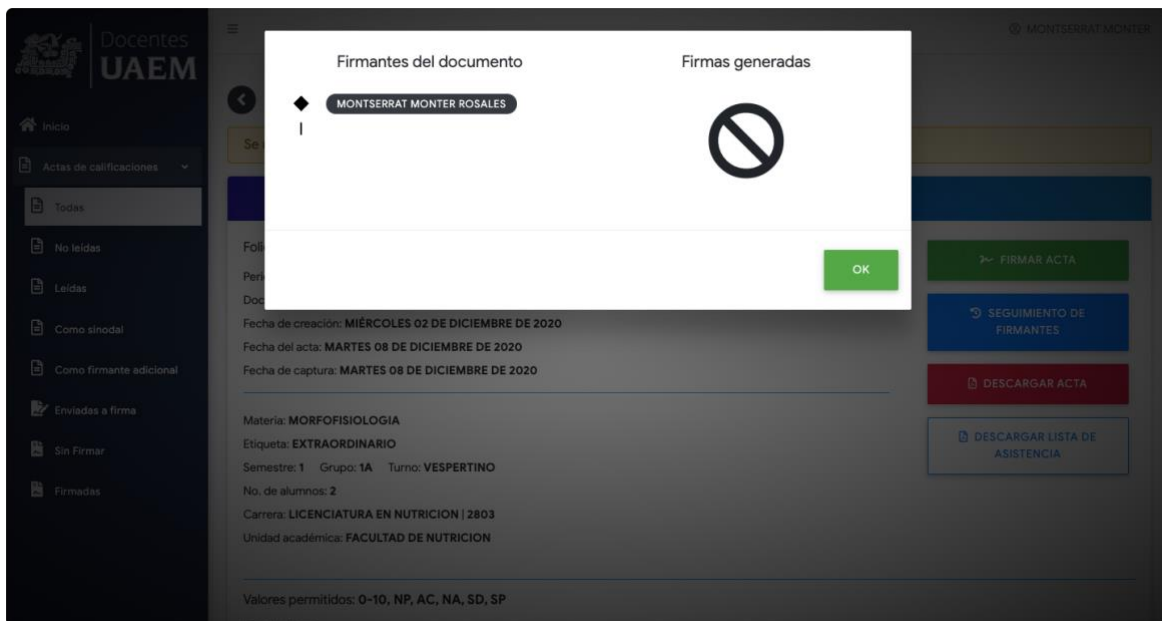 Docentes
UAEM
MONTSERRAT MONTER
Inicio
Actas de calificaciones
Todas
No leídas
Leídas
Como sinodal
Como firmante adicional
Enviadas a firma
Sin Firmar
Firmadas
Firmantes del documento
MONTSERRAT MONTER ROSALES
Firmas generadas
OK
Se
Foli
Peri
Doc
Fecha de creación: MIÉRCOLES 02 DE DICIEMBRE DE 2020
Fecha del acta: MARTES 08 DE DICIEMBRE DE 2020
Fecha de captura: MARTES 08 DE DICIEMBRE DE 2020
Materia: MORFOFISIOLOGIA
Etiqueta: EXTRAORDINARIO
Semestre: 1 Grupo: 1A Turno: VESPERTINO
No. de alumnos: 2
Carrera: LICENCIATURA EN NUTRICION | 2803
Unidad académica: FACULTAD DE NUTRICION
Valores permitidos: 0-10, NP, AC, NA, SD, SP
FIRMAR ACTA
SEGUIMIENTO DE
FIRMANTES
DESCARGAR ACTA
DESCARGAR LISTA DE
ASISTENCIA